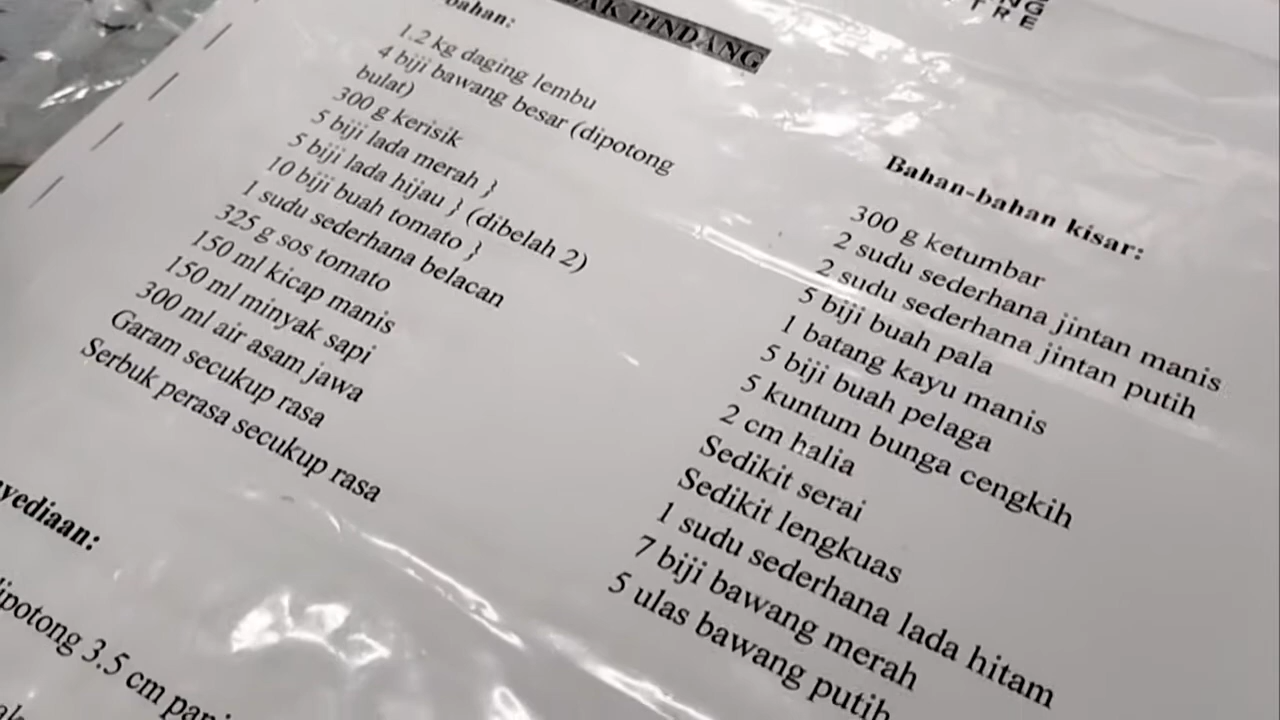 PINDANG
NG
TRE
bahan:
1.2 kg daging lembu
4 biji bawang besar (dipotong
bulat)
300 g kerisik
5 biji lada merah }
5 biji lada hijau } (dibelah 2)
10 biji buah tomato }
1 sudu sederhana belacan
325 g sos tomato
150 ml kicap manis
150 ml minyak sapi
300 ml air asam jawa
Garam secukup rasa
Serbuk perasa secukup rasa
Bahan-bahan kisar:
300 g ketumbar
2 sudu sederhana jintan manis
2 sudu sederhana jintan putih
5 biji buah pala
1 batang kayu manis
5 biji buah pelaga
5 kuntum bunga cengkih
2 cm halia
Sedikit serai
Sedikit lengkuas
1 sudu sederhana lada hitam
7 biji bawang merah
5 ulas bawang putih
yediaan:
ipotong 3.5 cm